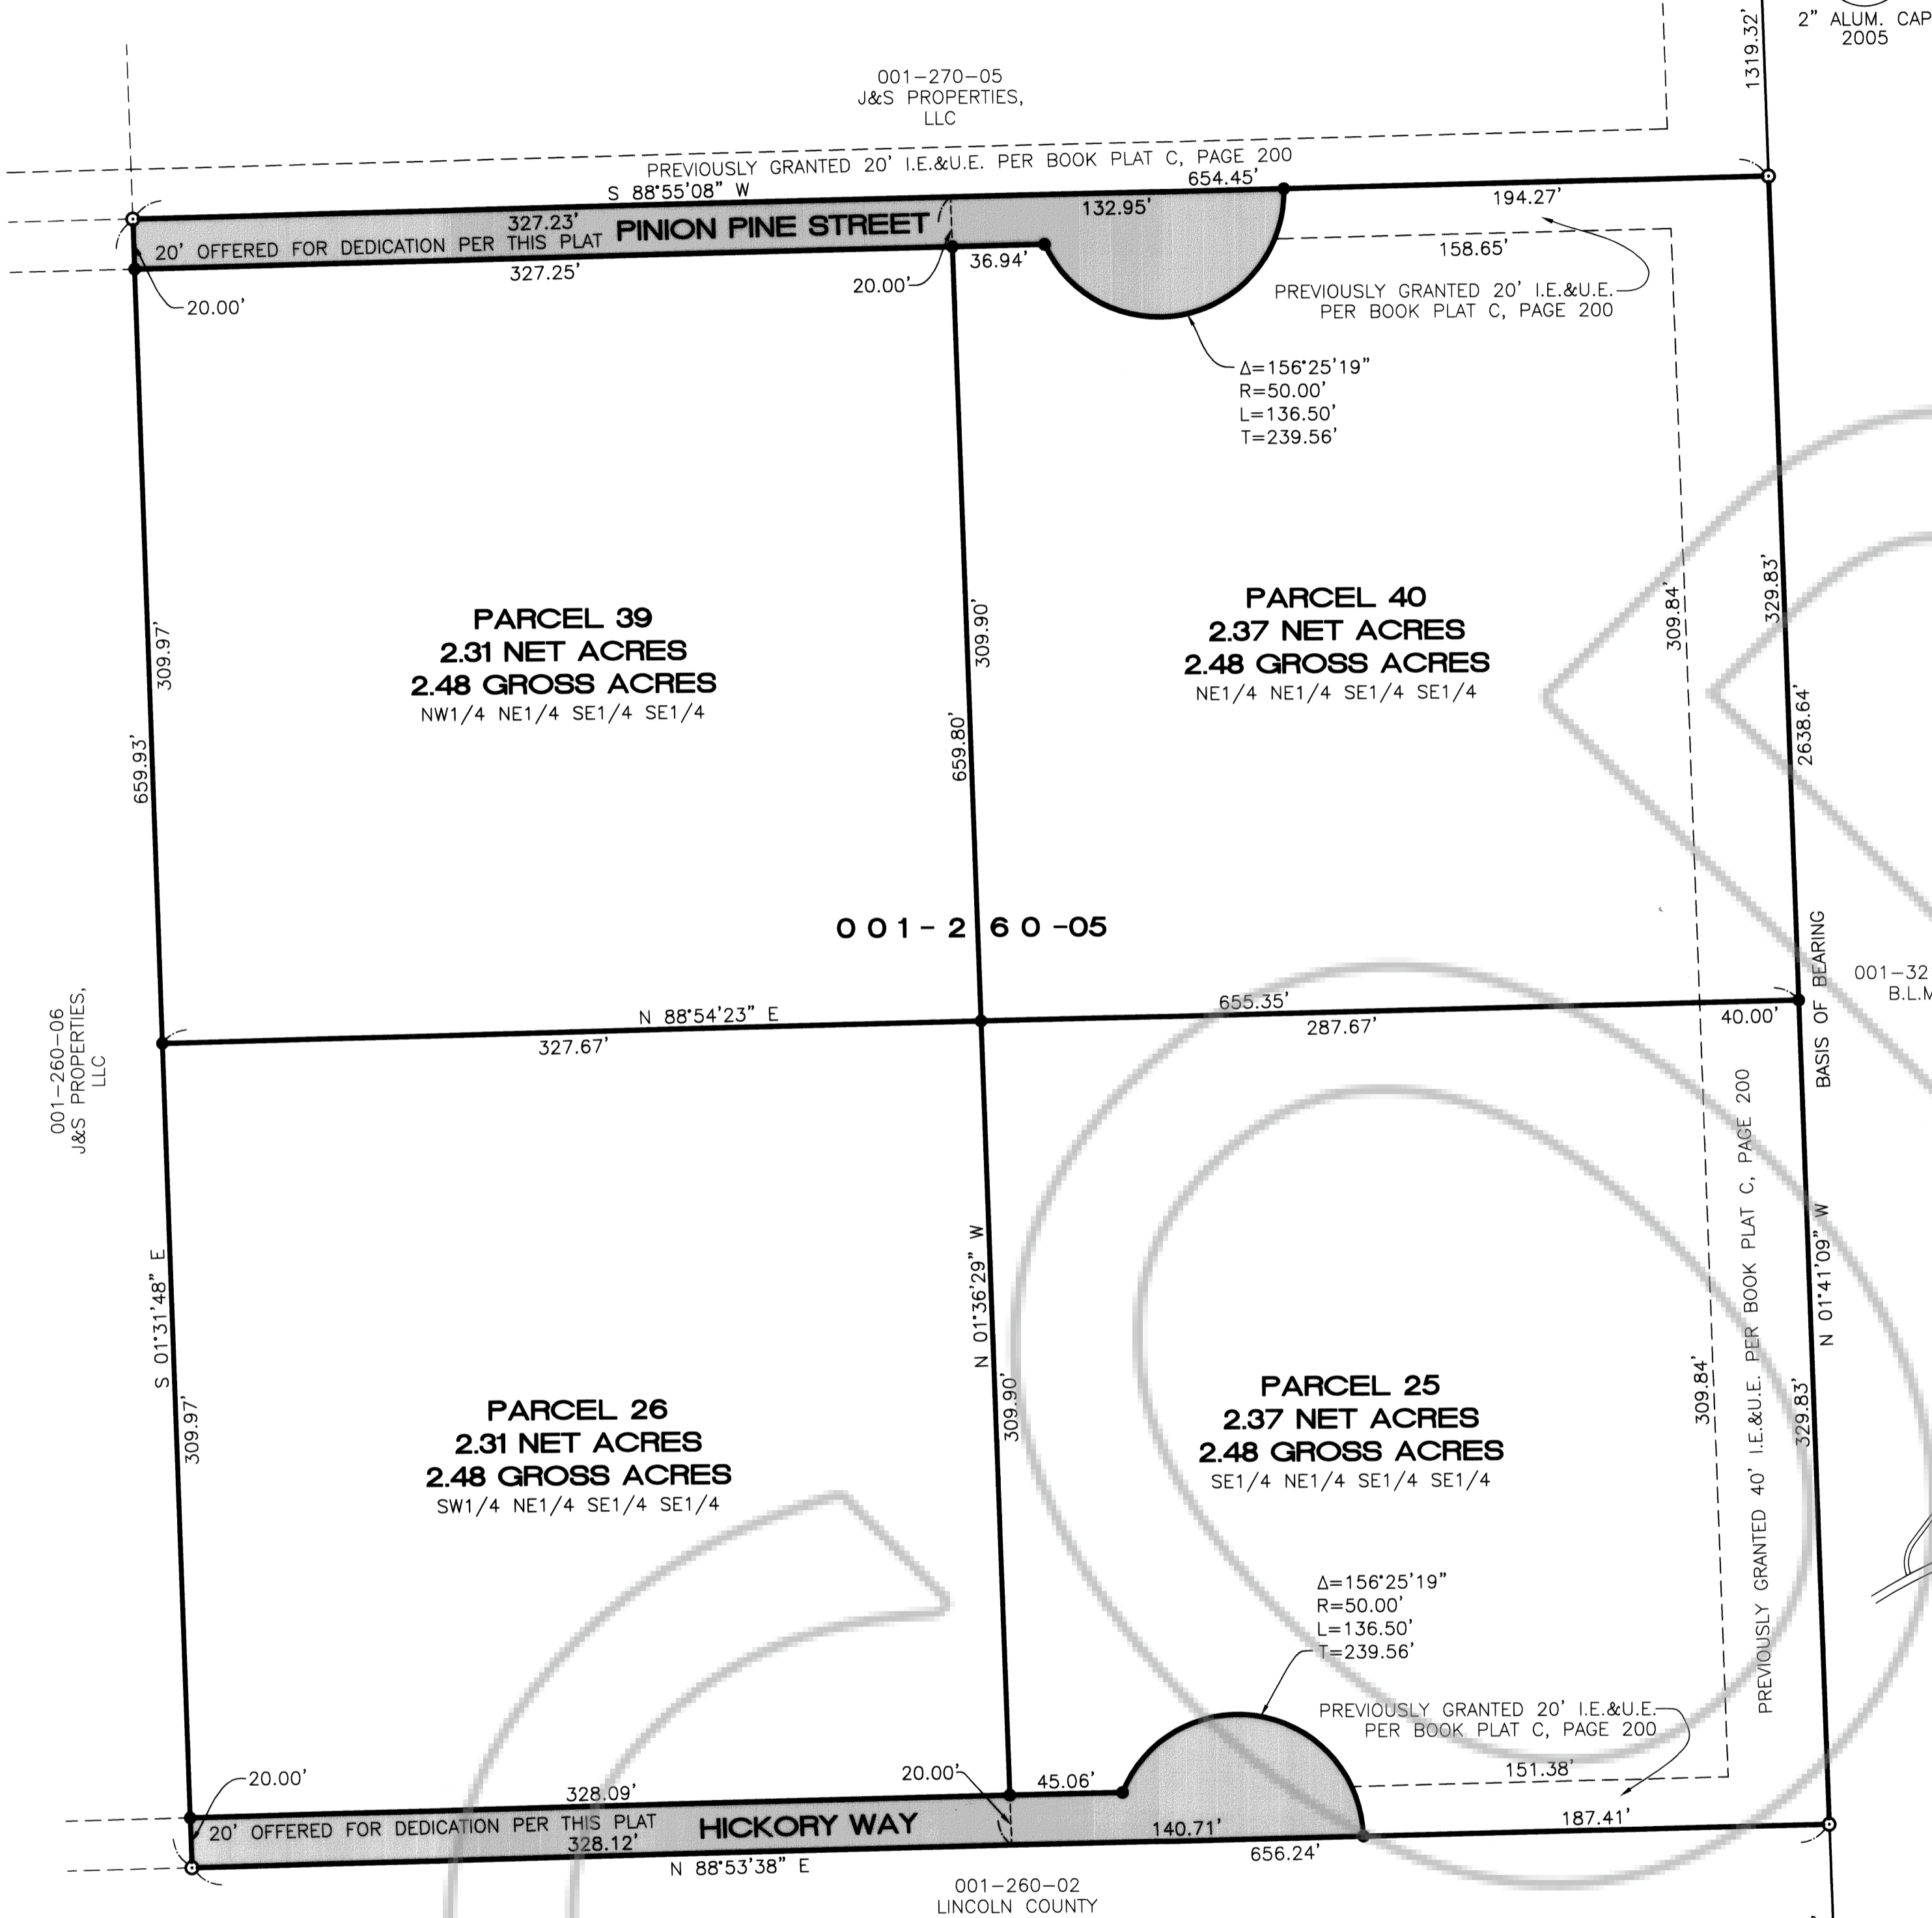 2” ALUM. CAP
2005
1319.32’
001-270-05
J&S PROPERTIES,
LLC
PREVIOUSLY GRANTED 20’ I.E.&U.E. PER BOOK PLAT C, PAGE 200
S 88°55’08” W
654.45’
194.27’
327.23’
PINION PINE STREET
132.95’
20’ OFFERED FOR DEDICATION PER THIS PLAT
327.25’
36.94’
158.65’
20.00’
20.00’
PREVIOUSLY GRANTED 20’ I.E.&U.E.
PER BOOK PLAT C, PAGE 200
Δ=156°25’19”
R=50.00’
L=136.50’
T=239.56’
PARCEL 39
2.31 NET ACRES
2.48 GROSS ACRES
NW1/4 NE1/4 SE1/4 SE1/4
PARCEL 40
2.37 NET ACRES
2.48 GROSS ACRES
NE1/4 NE1/4 SE1/4 SE1/4
309.97’
659.93’
309.90’
659.80’
309.84’
329.83’
2638.64’
001-260-05
N 88°54’23” E
655.35’
327.67’
287.67’
40.00’
BASIS OF BEARING
001-32
B.L.M
001-260-06
J&S PROPERTIES,
LLC
S 01°31’48” E
309.97’
N 01°36’29” W
309.90’
309.84’
PREVIOUSLY GRANTED 40’ I.E.&U.E. PER BOOK PLAT C, PAGE 200
329.83’
N 01°41’09” W
PARCEL 26
2.31 NET ACRES
2.48 GROSS ACRES
SW1/4 NE1/4 SE1/4 SE1/4
PARCEL 25
2.37 NET ACRES
2.48 GROSS ACRES
SE1/4 NE1/4 SE1/4 SE1/4
Δ=156°25’19”
R=50.00’
L=136.50’
T=239.56’
PREVIOUSLY GRANTED 20’ I.E.&U.E.
PER BOOK PLAT C, PAGE 200
20.00’
328.09’
20.00’
45.06’
151.38’
20’ OFFERED FOR DEDICATION PER THIS PLAT
HICKORY WAY
328.12’
140.71’
187.41’
N 88°53’38” E
656.24’
001-260-02
LINCOLN COUNTY